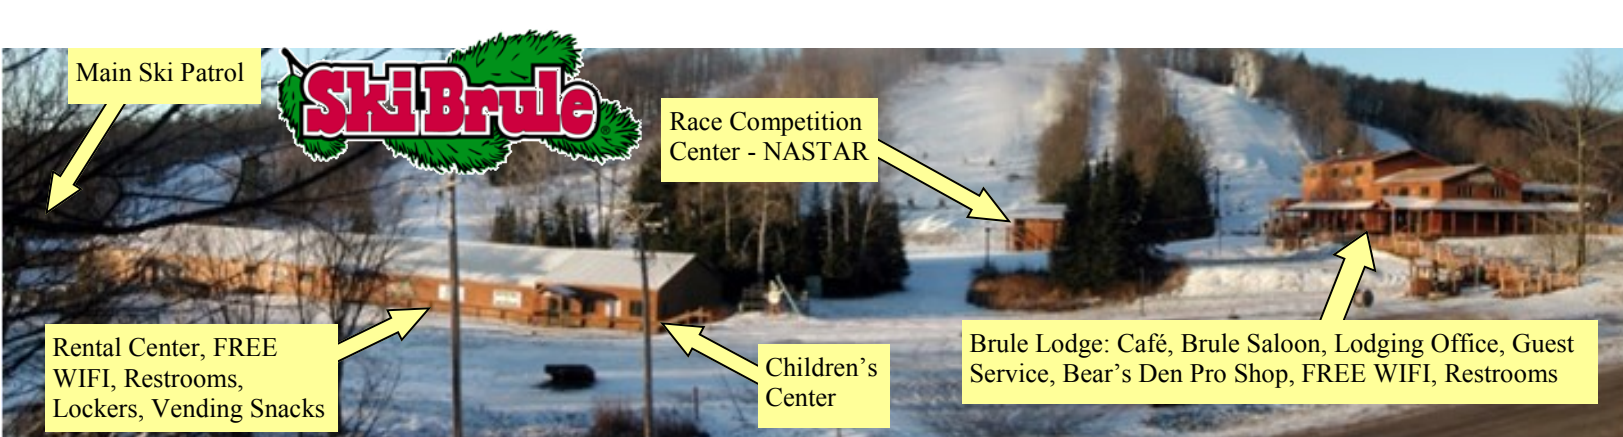 Main Ski Patrol
Ski Brule
®
Race Competition
Center - NASTAR
Rental Center, FREE
WIFI, Restrooms,
Lockers, Vending Snacks
Children’s
Center
Brule Lodge: Café, Brule Saloon, Lodging Office, Guest
Service, Bear’s Den Pro Shop, FREE WIFI, Restrooms